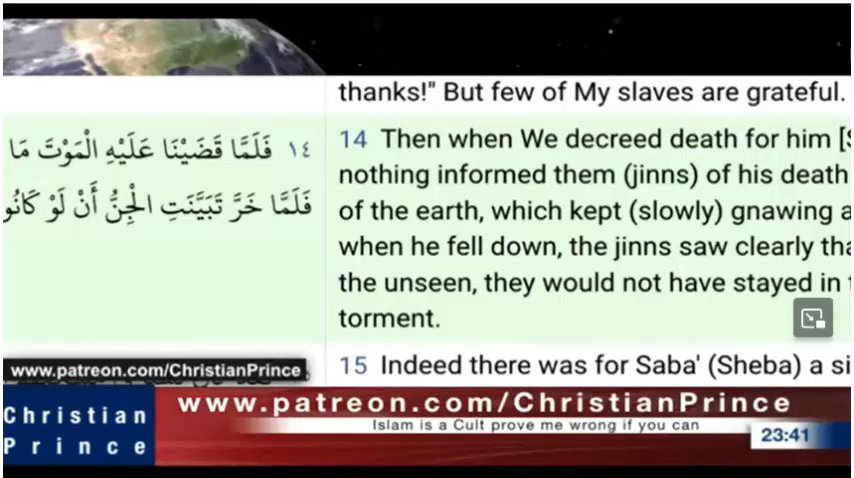 thanks!" But few of My slaves are grateful.
١٤ فَلَمَّا قَضَيْنَا عَلَيْهِ الْمَوْتَ مَا
فَلَمَّا خَرَّ تَبَيَّنَتِ الْجِنُّ أَنْ لَوْ كَانُو
14 Then when We decreed death for him [S
nothing informed them (jinns) of his death
of the earth, which kept (slowly) gnawing a
when he fell down, the jinns saw clearly tha
the unseen, they would not have stayed in t
torment.
15 Indeed there was for Saba' (Sheba) a si
www.patreon.com/ChristianPrince
Christian
Prince
www.patreon.com/ChristianPrince
Islam is a Cult prove me wrong if you can
23:41